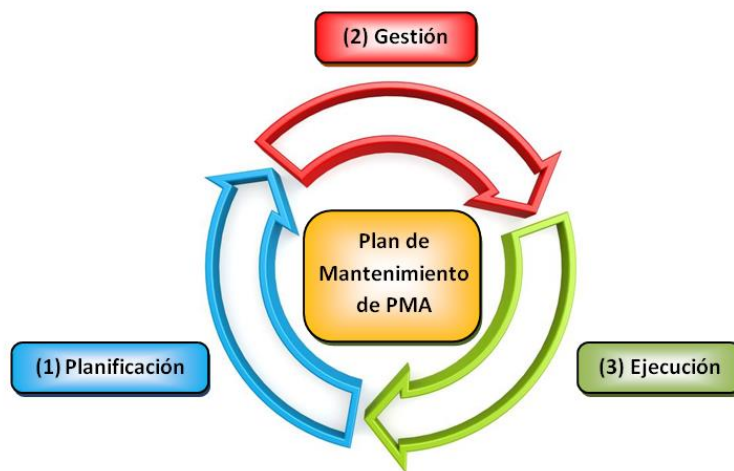 (2) Gestión
Plan de
Mantenimiento
de PMA
(1) Planificación
(3) Ejecución